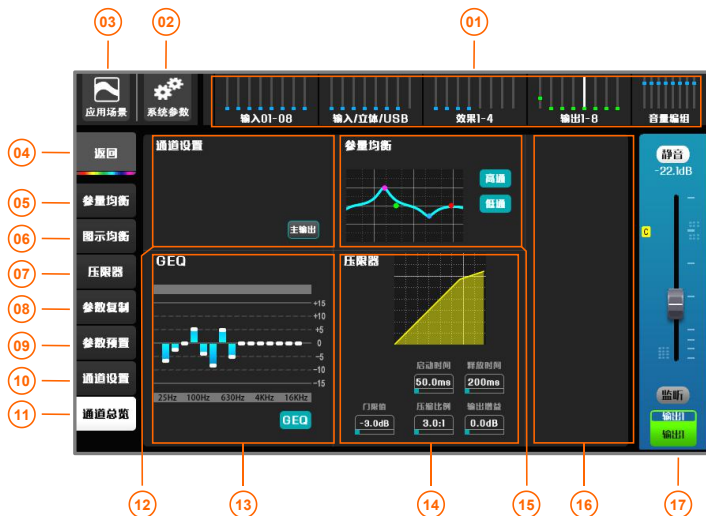 03
02
01
应用场景
系统参数
输入01-08
输入/立体/USB
效果1-4
输出1-8
音量编组
04
返回
05
参量均衡
06
图示均衡
07
压限器
08
参数复制
09
参数预置
10
通道设置
11
通道总览
通道设置
主输出
参量均衡
高通
低通
GEQ
+15
+10
+5
0
-5
-10
-15
25Hz 100Hz 630Hz 4KHz 16KHz
GEQ
压限器
启动时间 释放时间
50.0ms 200ms
门限值 压缩比例 输出增益
-3.0dB 3.0:1 0.0dB
静音
-22.1dB
C
监听
输出1
输出1
12
13
14
15
16
17